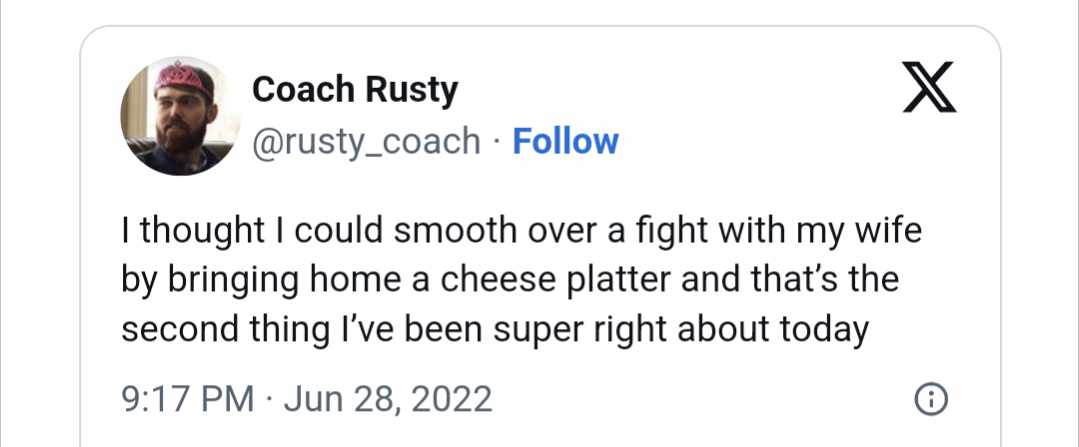 Coach Rusty
@rusty_coach · Follow
I thought I could smooth over a fight with my wife
by bringing home a cheese platter and that’s the
second thing I’ve been super right about today
9:17 PM · Jun 28, 2022